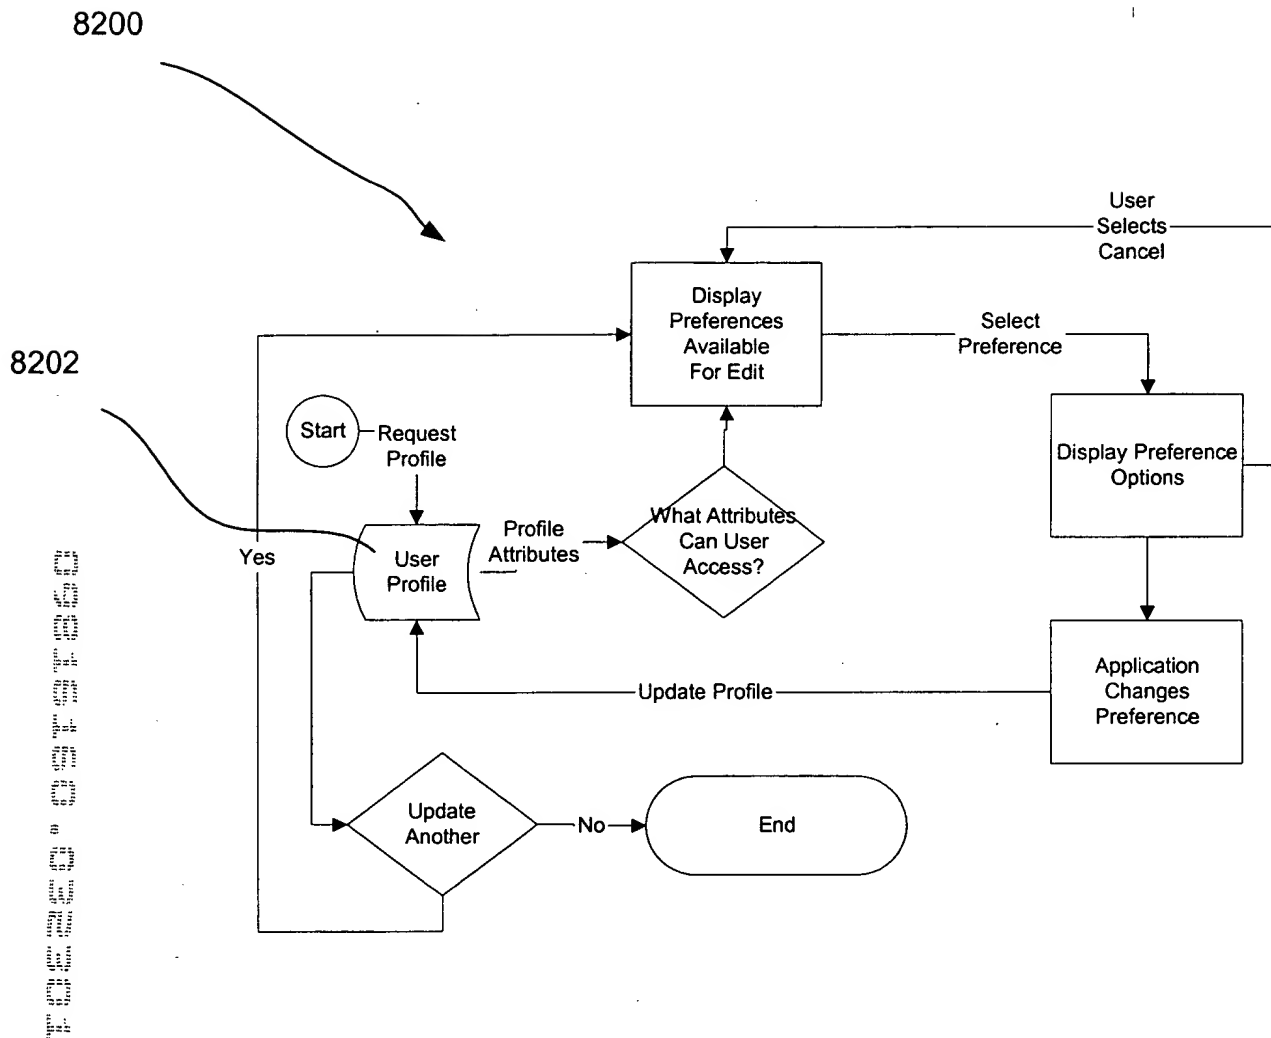 8200
User
Selects
Cancel
Display
Preferences
Available
For Edit
Select
Preference
8202
Start
Request
Profile
Display Preference
Options
What Attributes
Can User
Access?
Profile
Attributes
User
Profile
Yes
Application
Changes
Preference
Update Profile
Update
Another
No
End